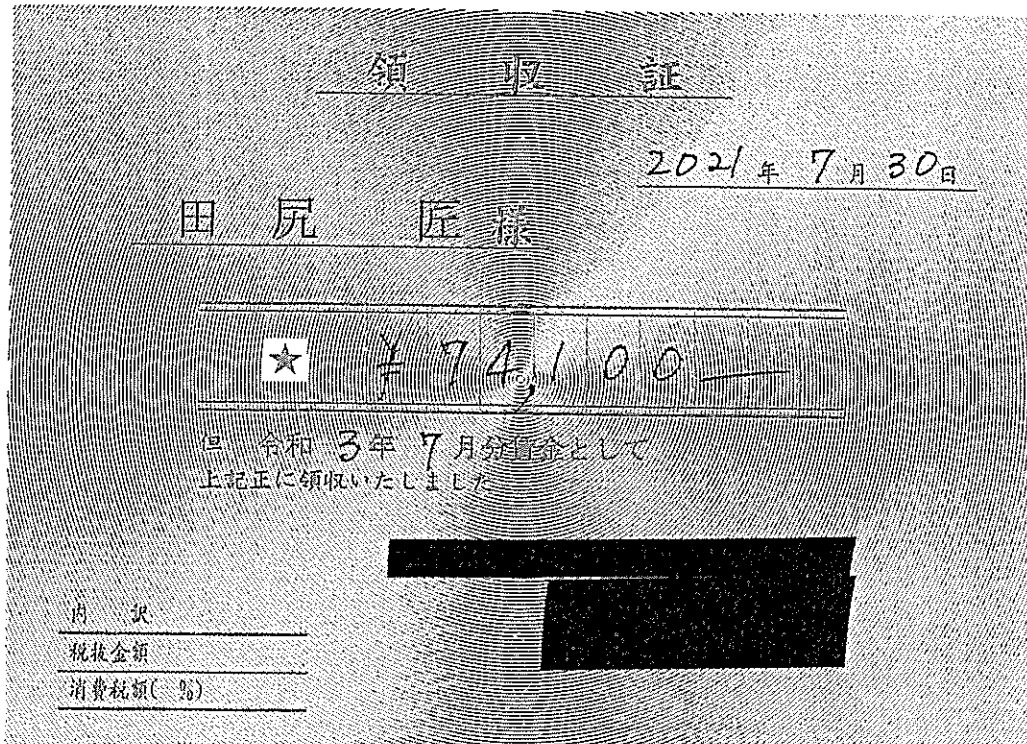 領収証
2021年 7月 30日
田尻 匠 様
★ ¥74,100—
但 令和 3年 7月分賃金として
上記正に領収いたしました
内訳
税抜金額
消費税額( %)